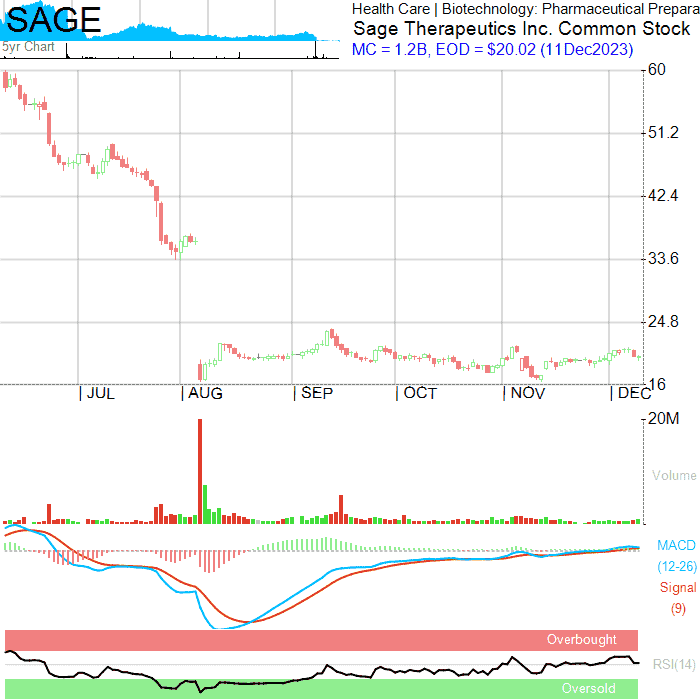 SAGE
5yr Chart
Health Care | Biotechnology: Pharmaceutical Prepara
Sage Therapeutics Inc. Common Stock
MC = 1.2B, EOD = $20.02 (11Dec2023)
60
51.2
42.4
33.6
24.8
16
| JUL | AUG | SEP | OCT | NOV | DEC
20M
Volume
MACD
(12-26)
Signal
(9)
Overbought
RSI(14)
Oversold